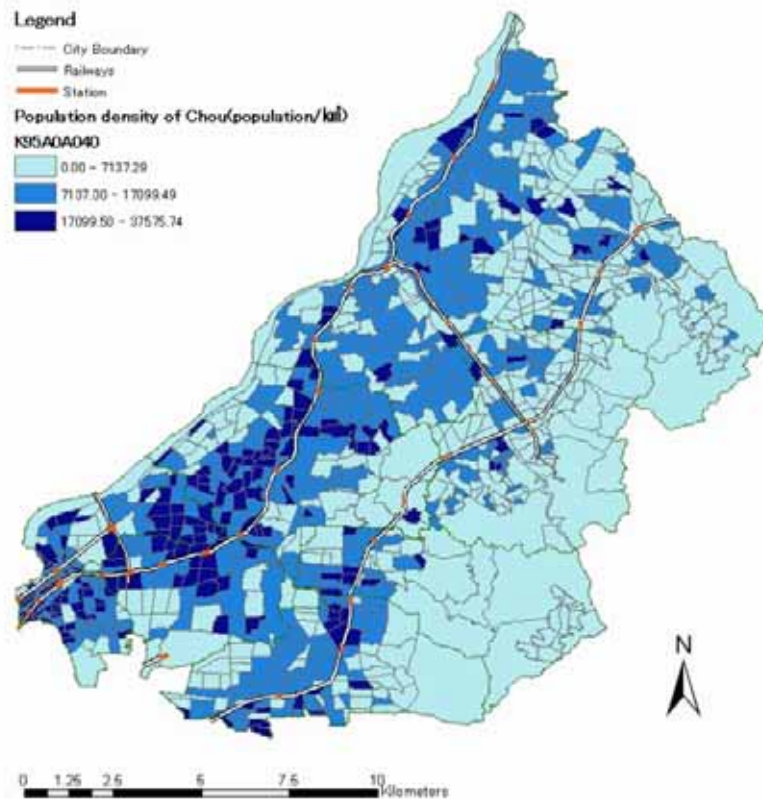 Legend
City Boundary
Railways
Station
Population density of Chou(population/k㎡)
K95A0A040
0.00 - 7137.29
7137.30 - 17099.49
17099.50 - 37575.74
N
0 1.25 2.5 5 7.5 10
Kilometers